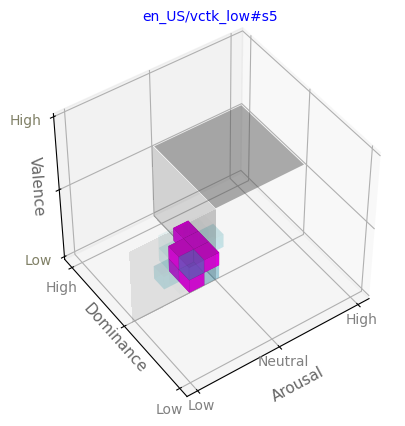 en_US/vctk_low#s5
High
Valence
Low
High
Dominance
Low
Low
Neutral
Arousal
High